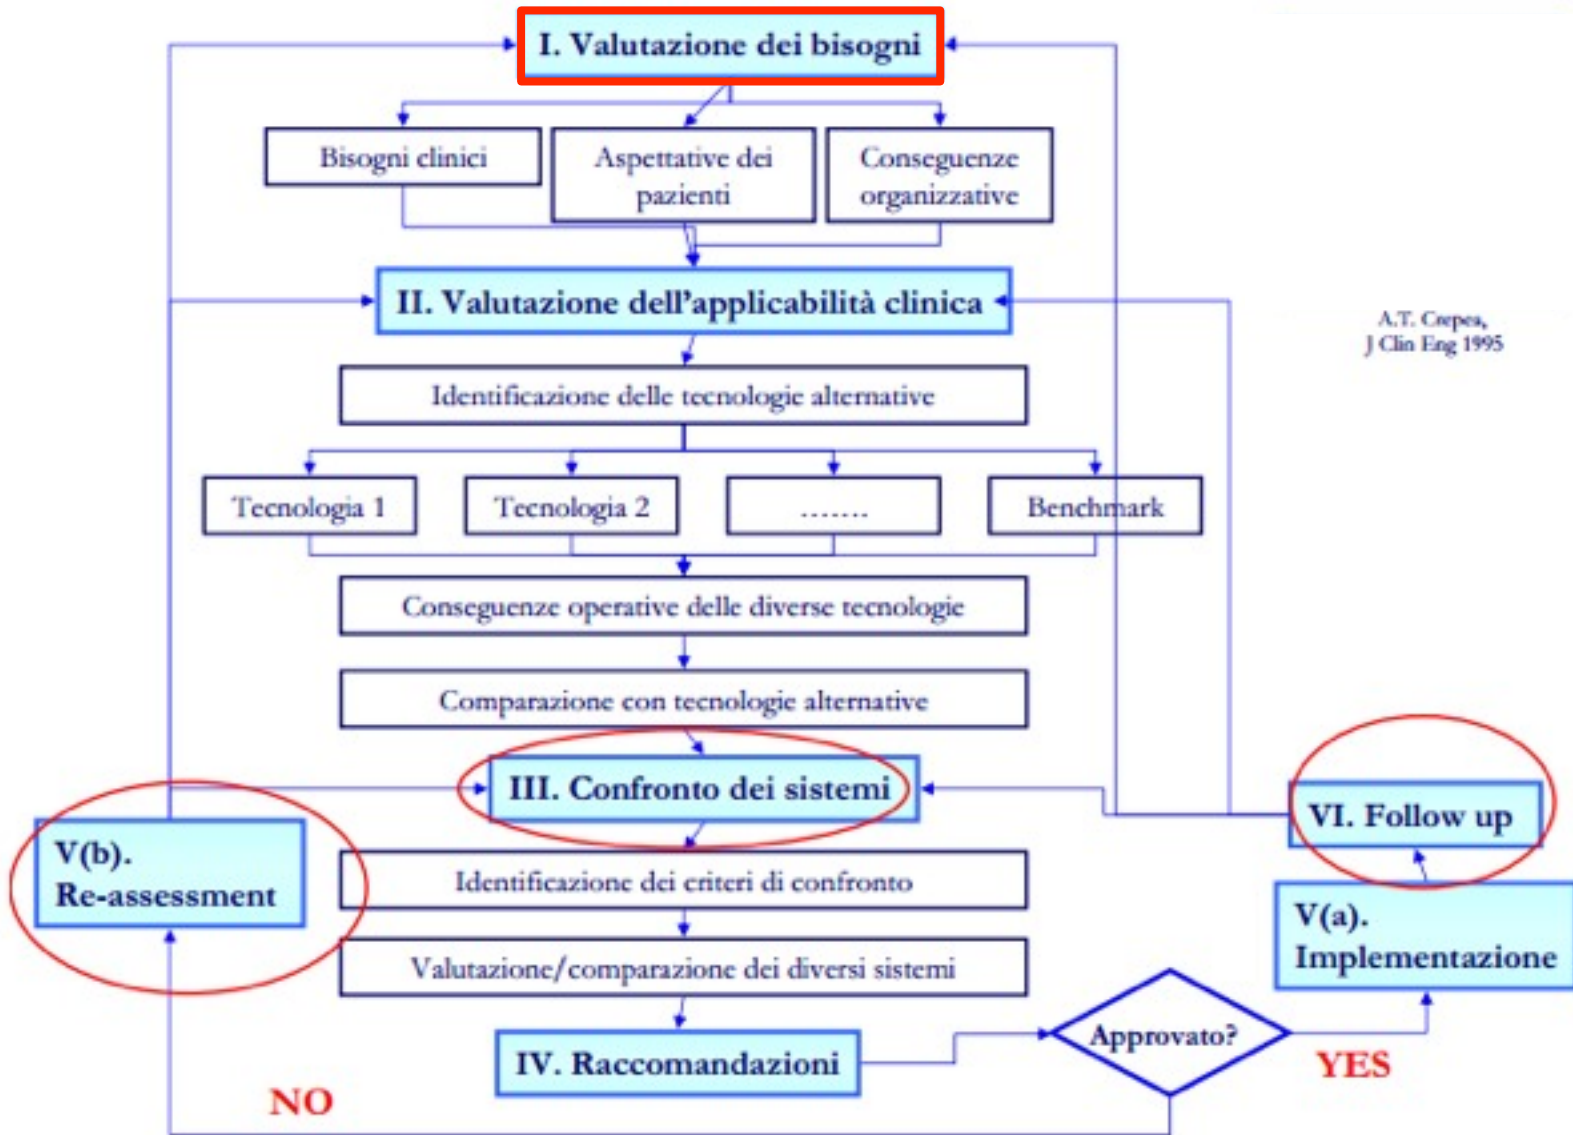 I. Valutazione dei bisogni
Bisogni clinici
Aspettative dei
pazienti
Conseguenze
organizzative
II. Valutazione dell'applicabilità clinica
A.T. Crepea,
J Clin Eng 1995
Identificazione delle tecnologie alternative
Tecnologia 1
Tecnologia 2
.......
Benchmark
Conseguenze operative delle diverse tecnologie
Comparazione con tecnologie alternative
III. Confronto dei sistemi
VI. Follow up
V(b).
Re-assessment
Identificazione dei criteri di confronto
V(a).
Implementazione
Valutazione/comparazione dei diversi sistemi
IV. Raccomandazioni
Approvato?
YES
NO